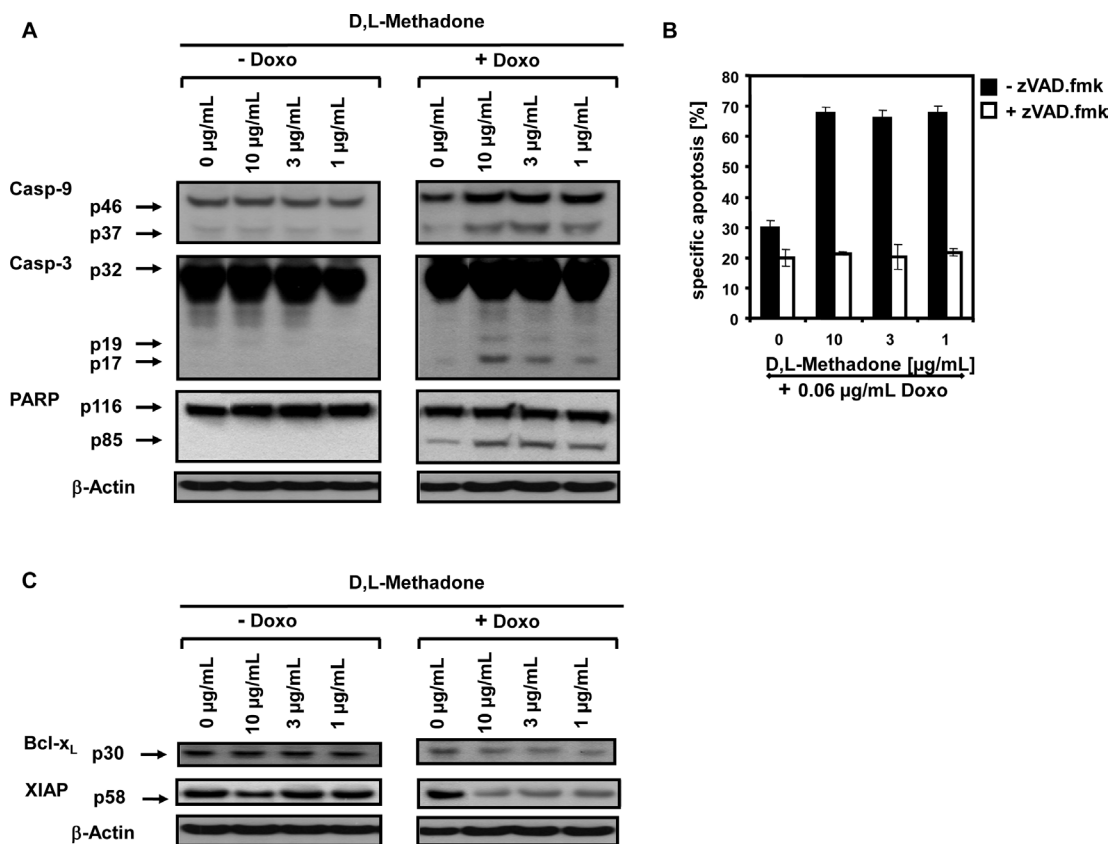 A
D,L-Methadone
- Doxo
+ Doxo
0 µg/mL
10 µg/mL
3 µg/mL
1 µg/mL
0 µg/mL
10 µg/mL
3 µg/mL
1 µg/mL
Casp-9
p46
p37
Casp-3
p32
p19
p17
PARP
p116
p85
β-Actin
B
- zVAD.fmk
+ zVAD.fmk
specific apoptosis [%]
80
70
60
50
40
30
20
10
0
0 10 3 1
D,L-Methadone [µg/mL]
+ 0.06 µg/mL Doxo
C
D,L-Methadone
- Doxo
+ Doxo
0 µg/mL
10 µg/mL
3 µg/mL
1 µg/mL
0 µg/mL
10 µg/mL
3 µg/mL
1 µg/mL
Bcl-xL p30
XIAP
p58
β-Actin